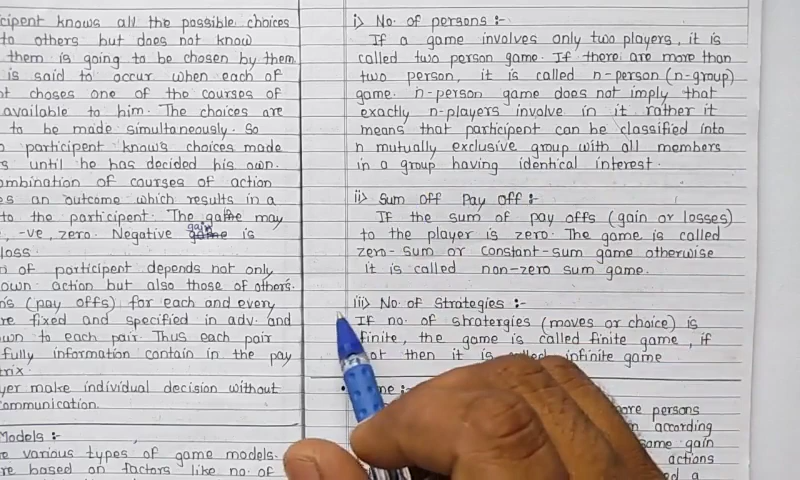 cipent knows all the possible choices
to others but does not know
them is going to be chosen by them
is said to occur when each of
nt choses one of the courses of
available to him. The choices are
to be made simultaneously. So
participent knows choices made
s until he has decided his own.
ombination of courses of action
es an outcome which results in a
to the participent. The may
, -ve, zero. Negative gain is
loss.
of participent depends not only
own action but also those of others.
ns (pay offs) for each and every
re fixed and specified in adv. and
own to each pair. Thus each pair
fully information contain in the pay
trix.
yer make individual decision without
communication.
Models :-
e various types of game models.
re based on factors like no. of
i) No. of persons :-
If a game involves only two players, it is
called two person game. If there are more than
two person, it is called n-person (n-group)
game. n-person game does not imply that
exactly n-players involve in it rather it
means that participent can be classified into
n mutually exclusive group with all members
in a group having identical interest.
ii) Sum off Pay off :-
If the sum of pay offs (gain or losses)
to the player is zero. The game is called
zero-sum or constant-sum game otherwise
it is called non-zero sum game.
iii) No. of Strategies :-
If no. of stratergies (moves or choice) is
finite, the game is called finite game, if
not then it is called infinite game
me :-
ore persons
n according
some gain
actions
d a